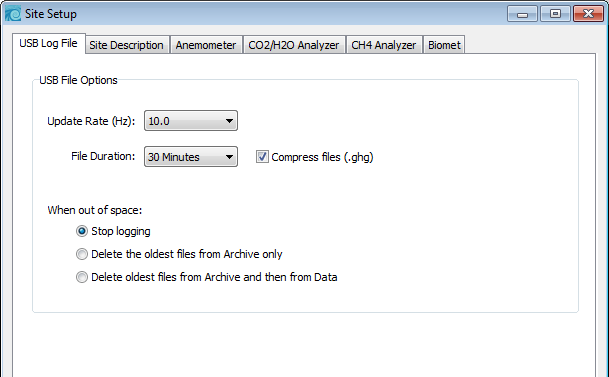 Site Setup
USB Log File Site Description Anemometer CO2/H2O Analyzer CH4 Analyzer Biomet
USB File Options
Update Rate (Hz): 10.0
File Duration: 30 Minutes Compress files (.ghg)
When out of space:
Stop logging
Delete the oldest files from Archive only
Delete oldest files from Archive and then from Data